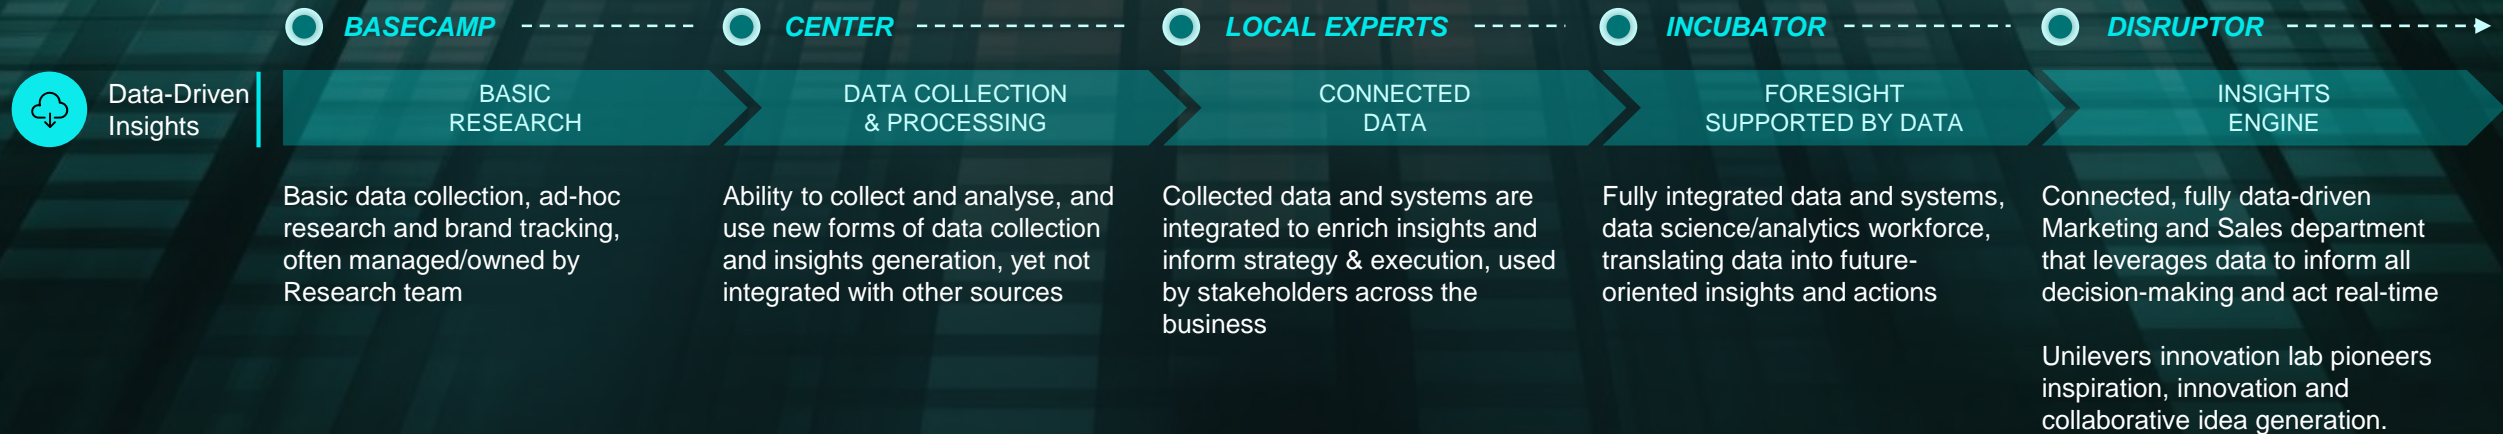 BASECAMP
CENTER
LOCAL EXPERTS
INCUBATOR
DISRUPTOR
Data-Driven
Insights
BASIC
RESEARCH
DATA COLLECTION
& PROCESSING
CONNECTED
DATA
FORESIGHT
SUPPORTED BY DATA
INSIGHTS
ENGINE
Basic data collection, ad-hoc
research and brand tracking,
often managed/owned by
Research team
Ability to collect and analyse, and
use new forms of data collection
and insights generation, yet not
integrated with other sources
Collected data and systems are
integrated to enrich insights and
inform strategy & execution, used
by stakeholders across the
business
Fully integrated data and systems,
data science/analytics workforce,
translating data into future-
oriented insights and actions
Connected, fully data-driven
Marketing and Sales department
that leverages data to inform all
decision-making and act real-time
Unilevers innovation lab pioneers
inspiration, innovation and
collaborative idea generation.